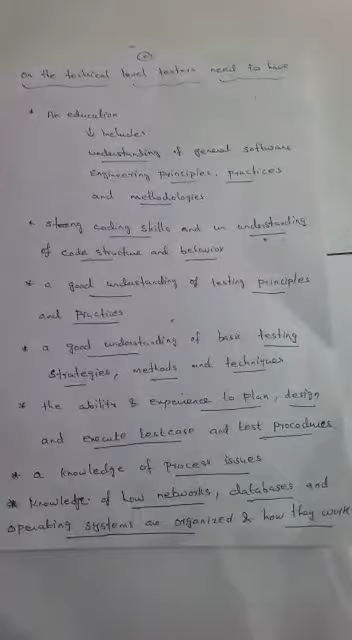 on the technical level testers need to have
* An education
↓ includes
understanding of general software
Engineering principles, practices
and methodologies
* strong coding skills and un understanding
of code structure and behavior
* a good understanding of testing principles
and practices
* a good understanding of basic testing
strategies, methods and techniques
* the ability & experience to plan, design
and execute testcase and test procedures
* a knowledge of process issues
* knowledge of how networks, databases and
operating systems are organized & how they work